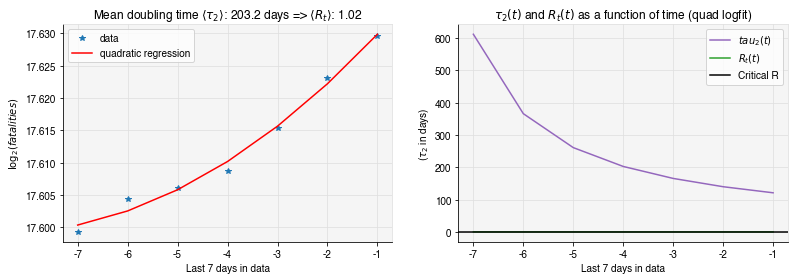 Mean doubling time ⟨τ₂⟩: 203.2 days => ⟨Rₜ⟩: 1.02
data
quadratic regression
17.630
17.625
17.620
17.615
17.610
17.605
17.600
log₂(fatalities)
-7 -6 -5 -4 -3 -2 -1
Last 7 days in data
τ₂(t) and Rₜ(t) as a function of time (quad logfit)
tau₂(t)
Rₜ(t)
Critical R
600
500
400
300
200
100
0
(τ₂ in days)
-7 -6 -5 -4 -3 -2 -1
Last 7 days in data